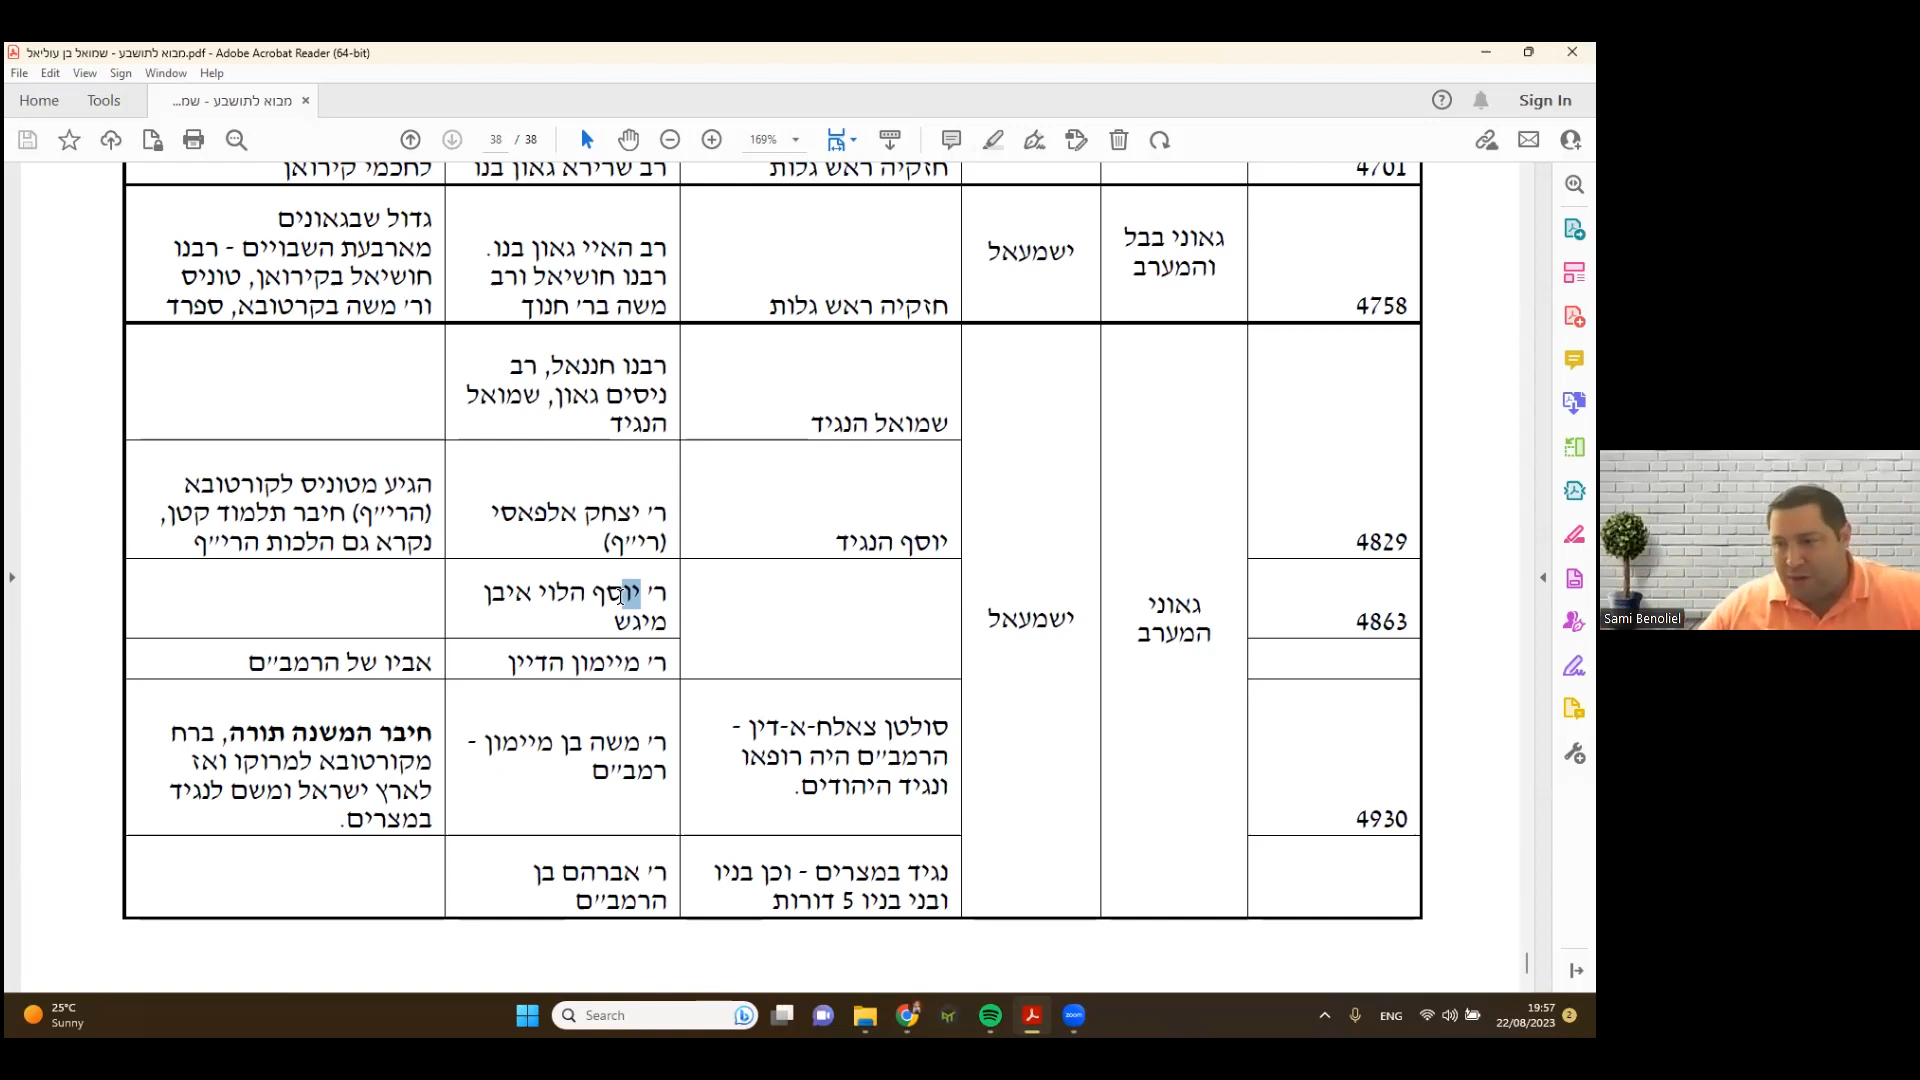 מבוא לתושבע - שמואל בן עוליאל.pdf - Adobe Acrobat Reader (64-bit)
File Edit View Sign Window Help
Home Tools מבוא לתושבע - שמ... × Sign In
38 / 38 169%
4701 חזקיה ראש גלות רב שרירא גאון בנו לחכמי קירואן
4758
גאוני בבל
והמערב
ישמעאל
חזקיה ראש גלות
רב האיי גאון בנו.
רבנו חושיאל ורב
משה בר׳ חנוך
גדול שבגאונים
מארבעת השבויים - רבנו
חושיאל בקירואן, טוניס
ור׳ משה בקרטובא, ספרד
4829
גאוני
המערב
ישמעאל
שמואל הנגיד
רבנו חננאל, רב
ניסים גאון, שמואל
הנגיד
יוסף הנגיד
ר׳ יצחק אלפאסי
(רי״ף)
הגיע מטוניס לקורטובא
(הרי״ף) חיבר תלמוד קטן,
נקרא גם הלכות הרי״ף
4863
ר׳ יוסף הלוי איבן
מיגש
ר׳ מיימון הדיין
אביו של הרמב״ם
4930
סולטן צאלח-א-דין -
הרמב״ם היה רופאו
ונגיד היהודים.
ר׳ משה בן מיימון -
רמב״ם
חיבר המשנה תורה, ברח
מקורטובא למרוקו ואז
לארץ ישראל ומשם לנגיד
במצרים.
נגיד במצרים - וכן בניו
ובני בניו 5 דורות
ר׳ אברהם בן
הרמב״ם
Sami Benoliel
25°C
Sunny
Search
zoom
ENG
19:57
22/08/2023
2